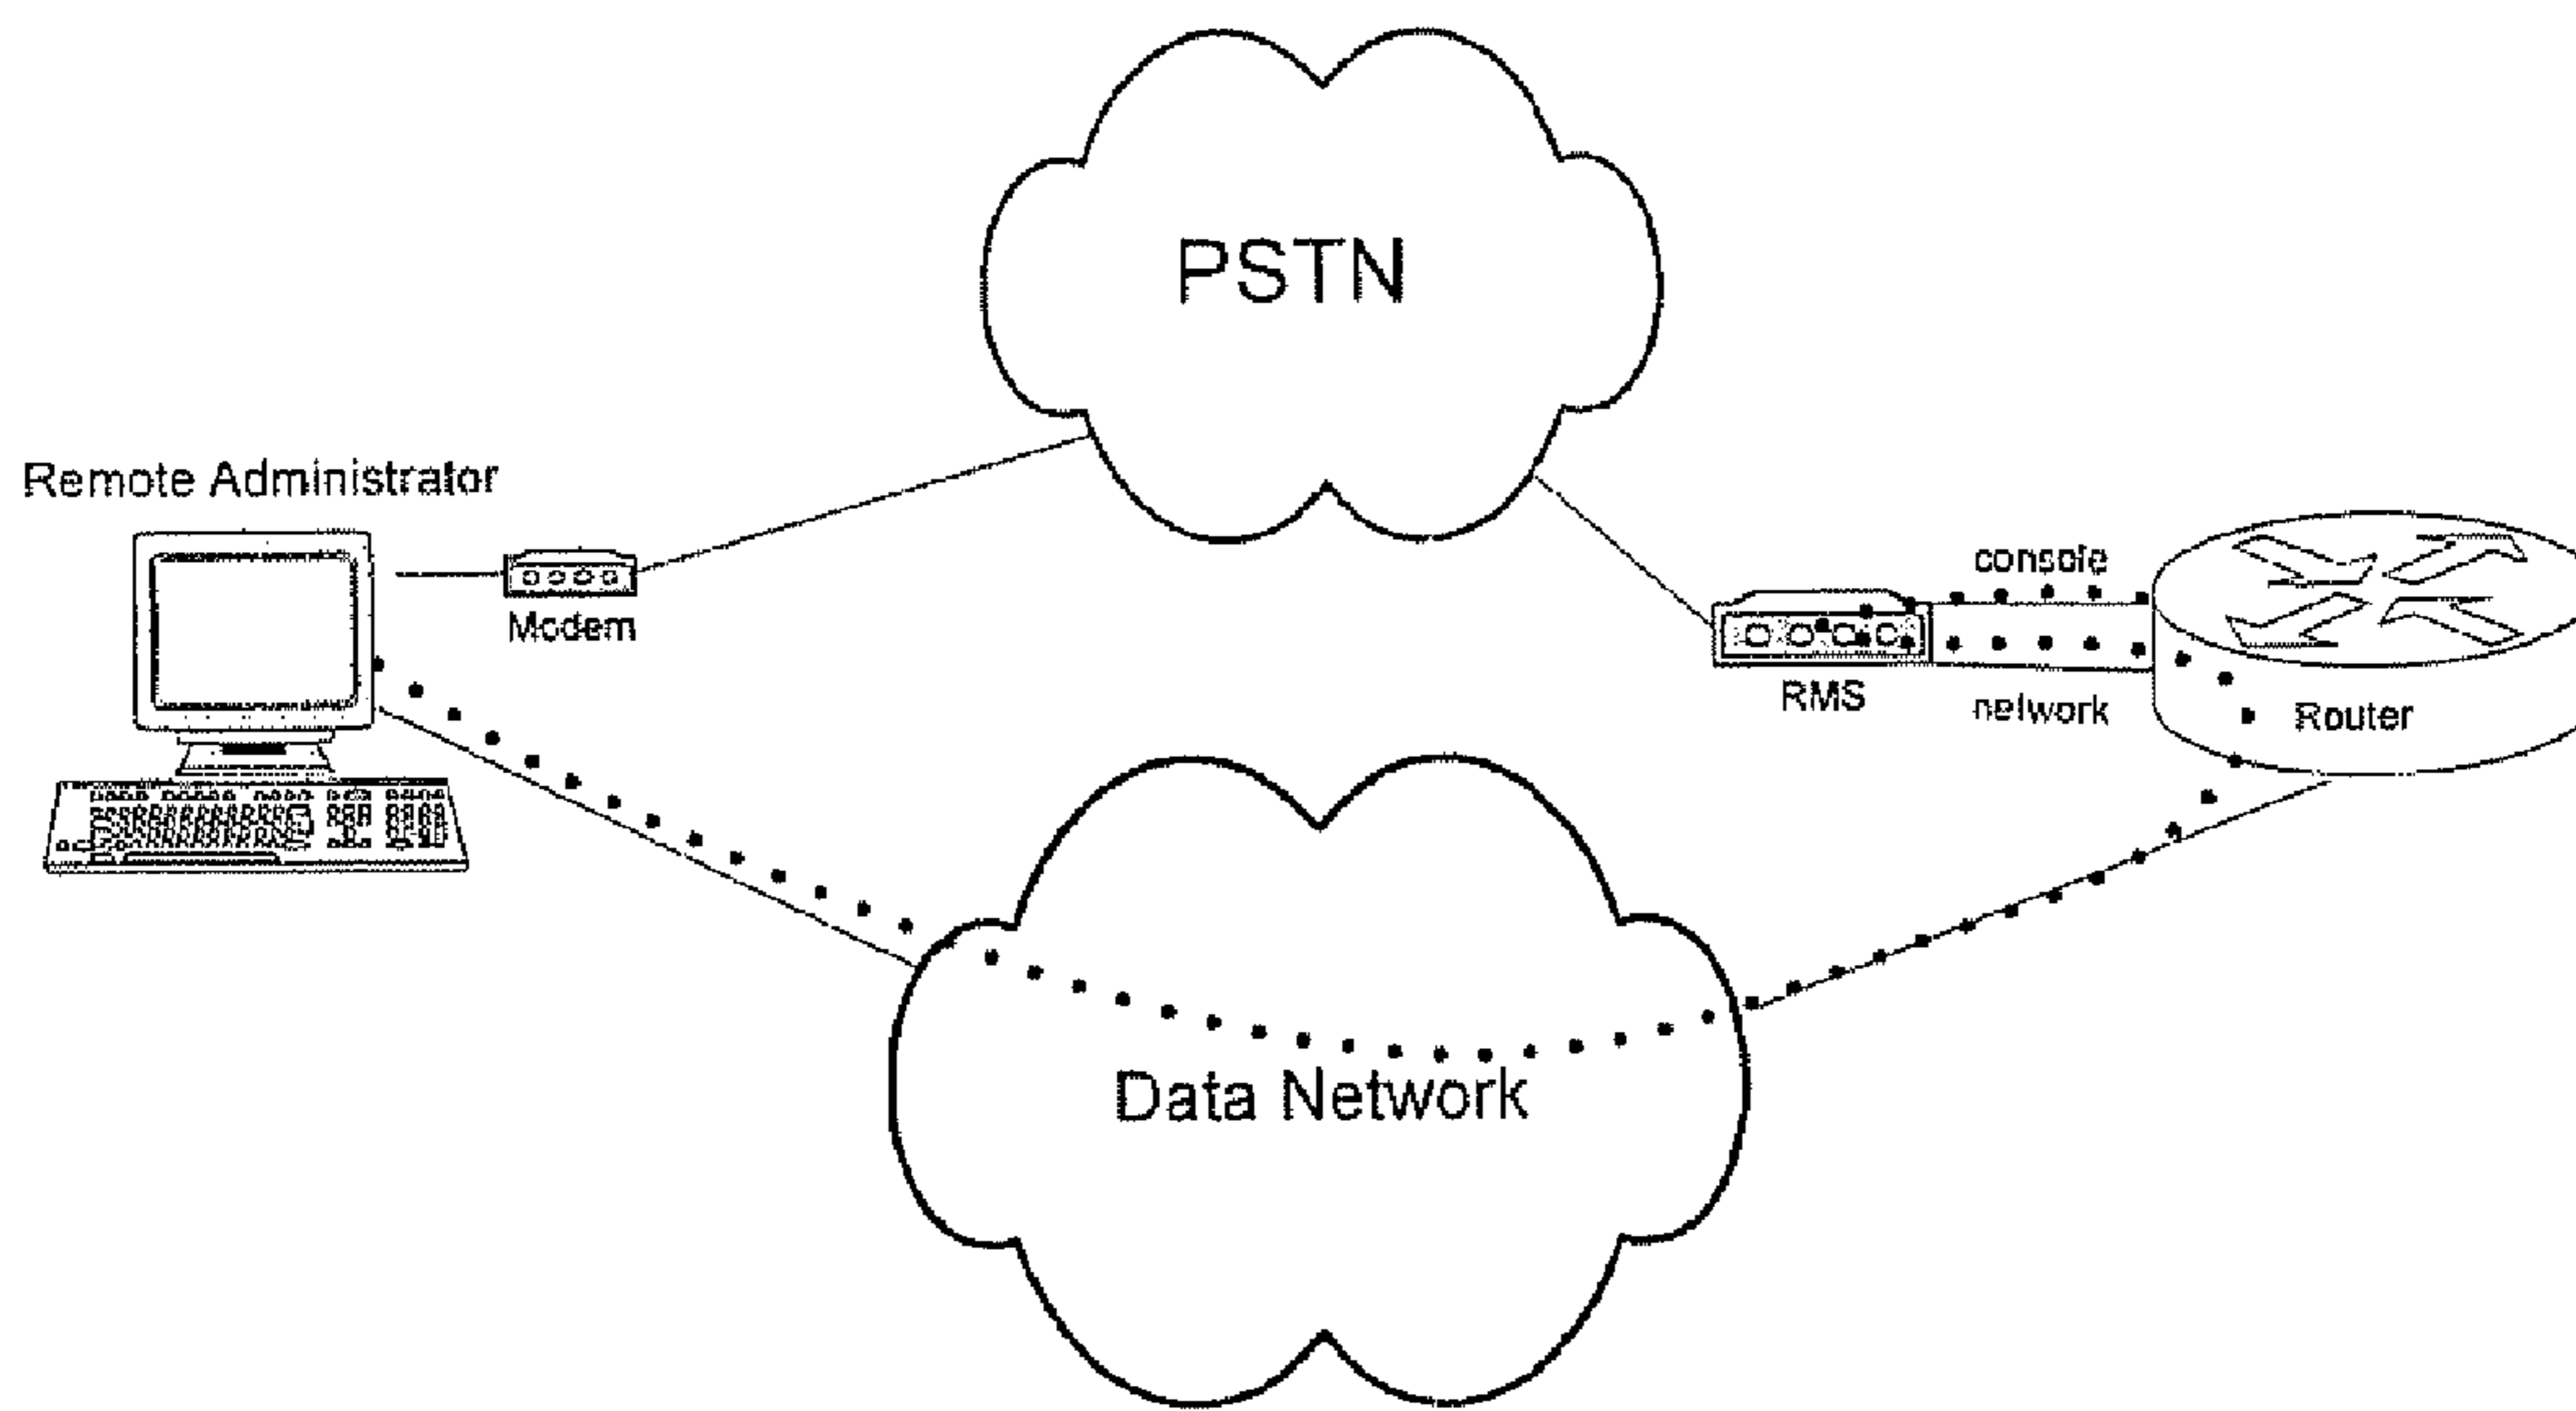 PSTN
Remote Administrator
Modem
console
RMS
network
Router
Data Network